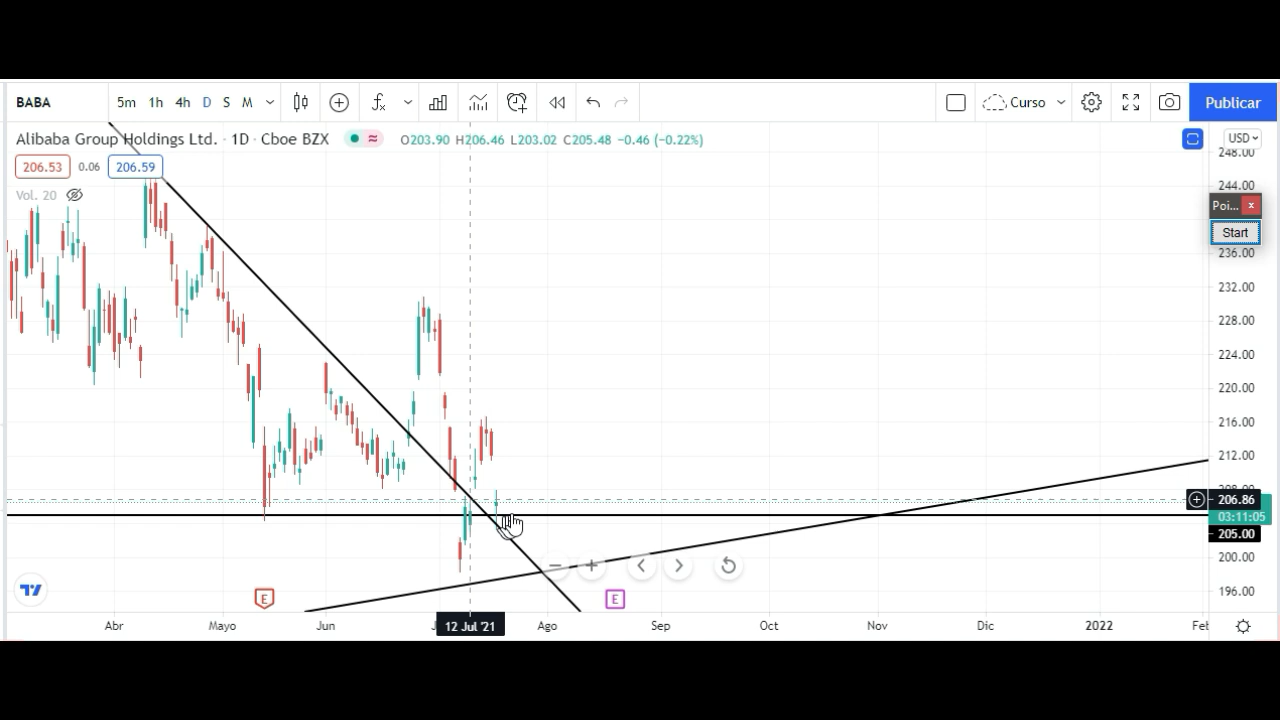 BABA 5m 1h 4h D S M Curso Publicar
Alibaba Group Holdings Ltd. · 1D · Cboe BZX O203.90 H206.46 L203.02 C205.48 −0.46 (−0.22%) USD
206.53 0.06 206.59
Vol. 20
248.00
244.00
Poi... x
Start
236.00
232.00
228.00
224.00
220.00
216.00
212.00
208.00
206.86
03:11:05
205.00
200.00
196.00
E E
Abr Mayo Jun 12 Jul '21 Ago Sep Oct Nov Dic 2022 Feb